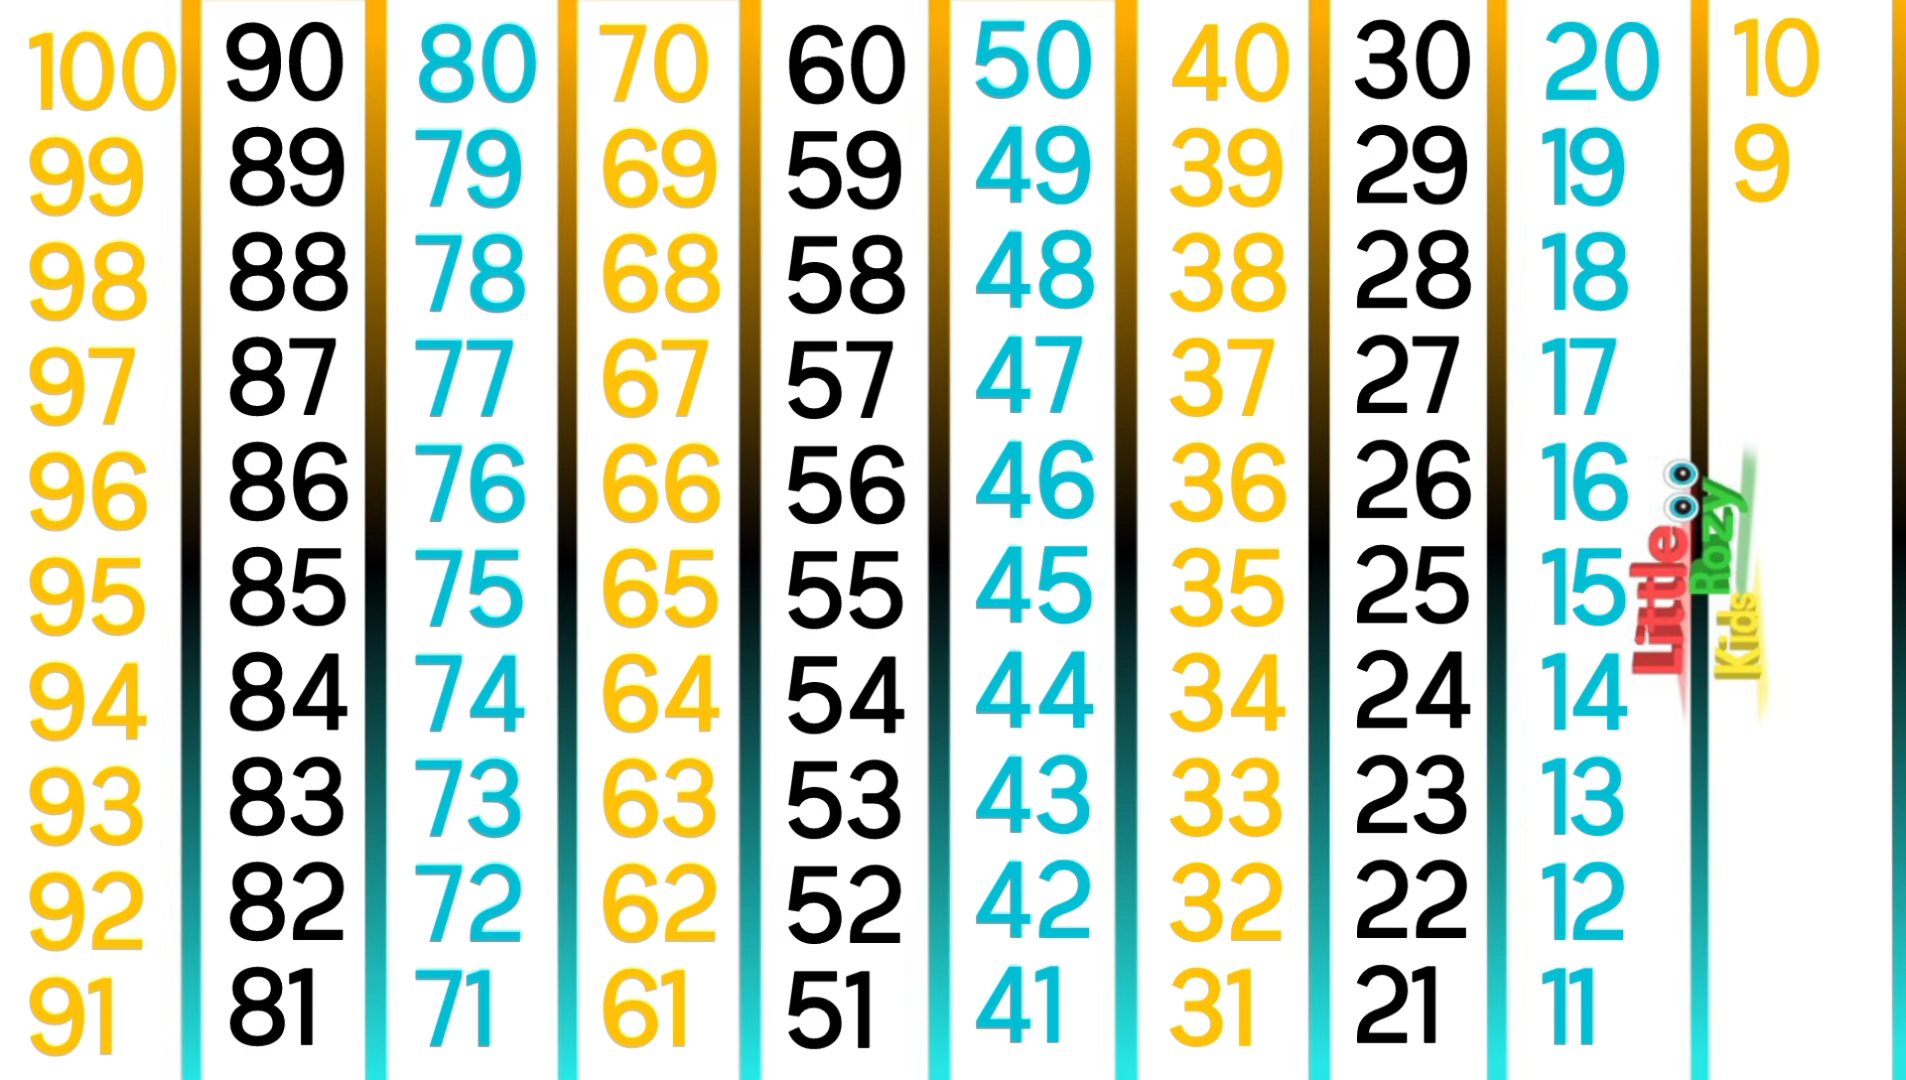 100 90 80 70 60 50 40 30 20 10
99 89 79 69 59 49 39 29 19 9
98 88 78 68 58 48 38 28 18
97 87 77 67 57 47 37 27 17
96 86 76 66 56 46 36 26 16
95 85 75 65 55 45 35 25 15
94 84 74 64 54 44 34 24 14
93 83 73 63 53 43 33 23 13
92 82 72 62 52 42 32 22 12
91 81 71 61 51 41 31 21 11
Little
Rozy
Kids